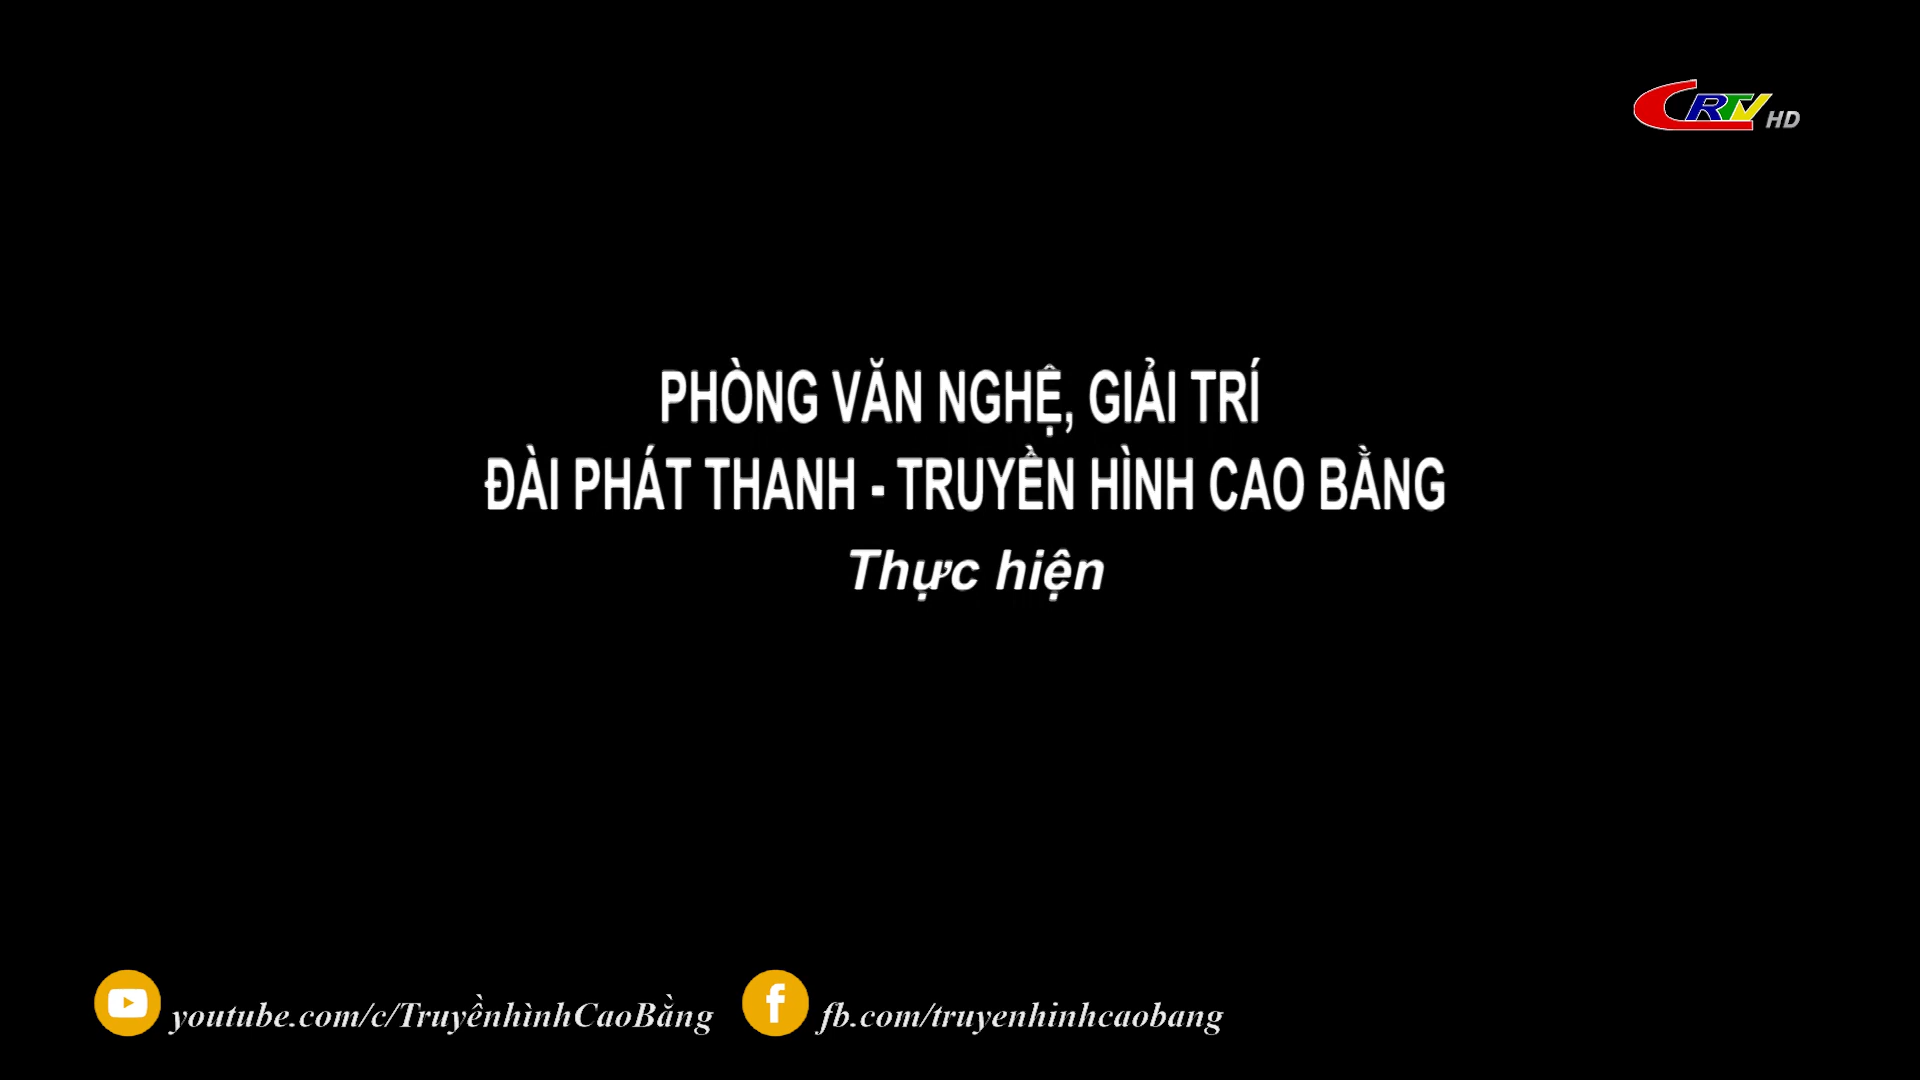 CRTV HD
PHÒNG VĂN NGHỆ, GIẢI TRÍ
ĐÀI PHÁT THANH - TRUYỀN HÌNH CAO BẰNG
Thực hiện
youtube.com/c/TruyềnhìnhCaoBằng
fb.com/truyenhinhcaobang